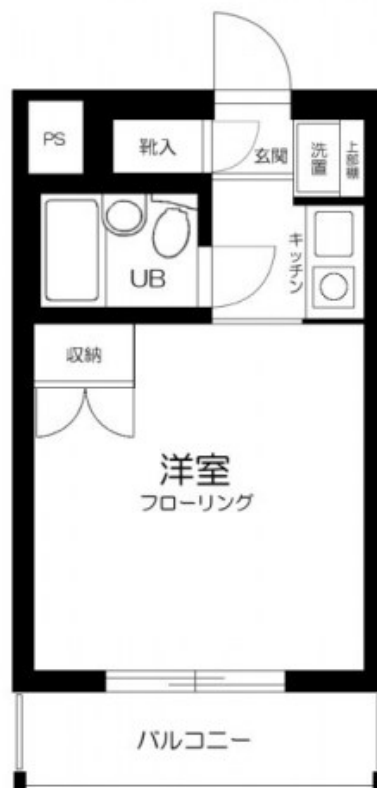 PS
靴入
玄関
洗置
上部棚
キッチン
UB
収納
洋室
フローリング
バルコニー